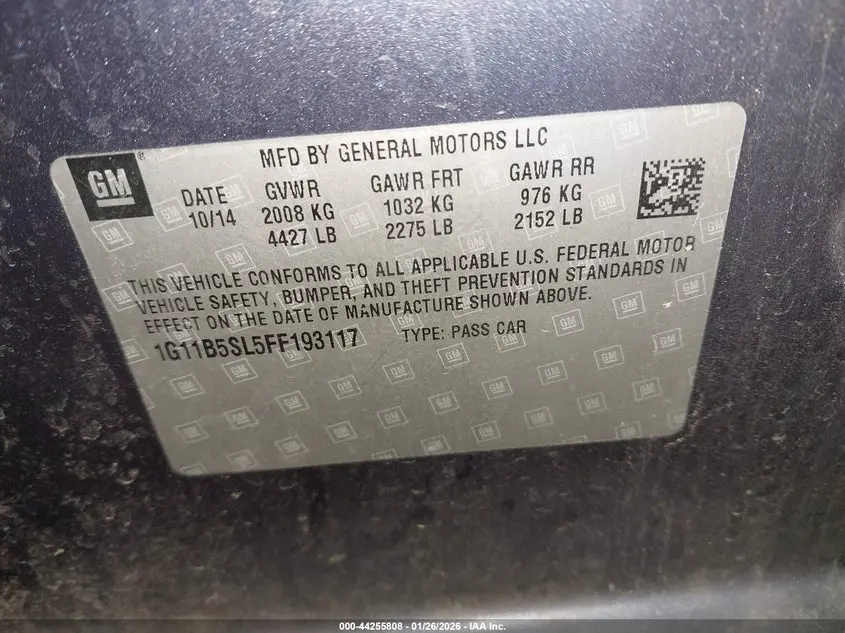 GM
MFD BY GENERAL MOTORS LLC
DATE GVWR GAWR FRT GAWR RR
10/14 2008 KG 1032 KG 976 KG
4427 LB 2275 LB 2152 LB
THIS VEHICLE CONFORMS TO ALL APPLICABLE U.S. FEDERAL MOTOR
VEHICLE SAFETY, BUMPER, AND THEFT PREVENTION STANDARDS IN
EFFECT ON THE DATE OF MANUFACTURE SHOWN ABOVE.
1G11B5SL5FF193117 TYPE: PASS CAR
000-44255808 - 01/26/2026 - IAA Inc.